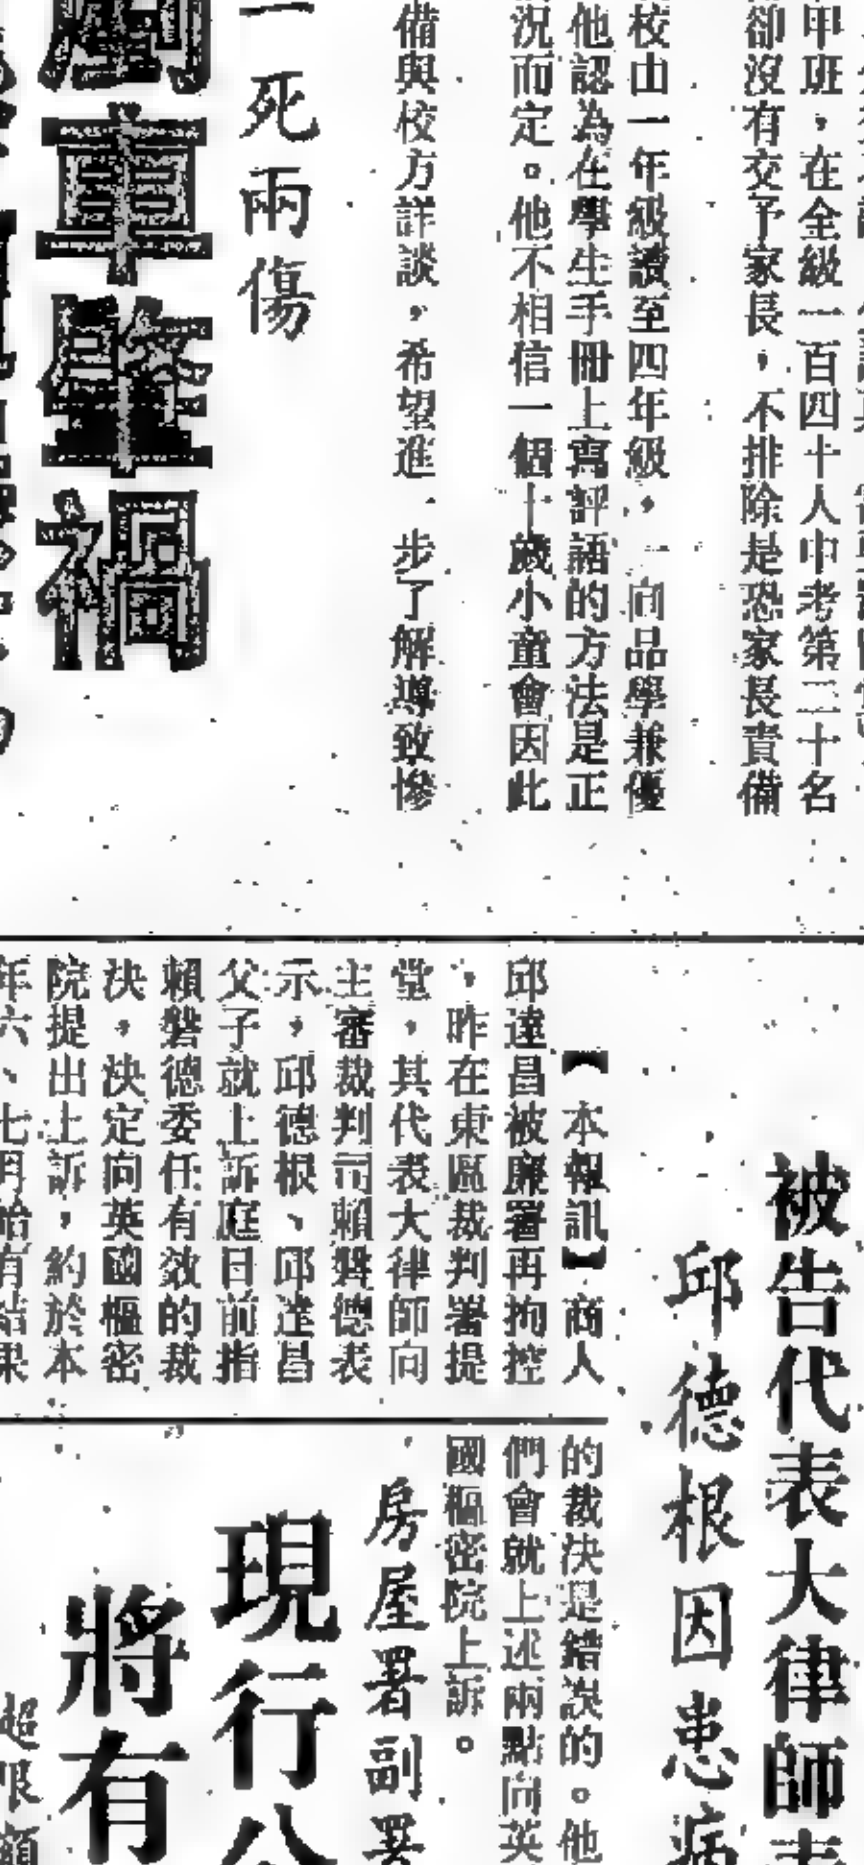 甲班，在全級一百四十人中考第二十名
卻沒有交予家長，不排除是恐家長責備
校由一年級讀至四年級，一向品學兼優
他認為在學生手冊上寫評語的方法是正
況而定。他不相信一個十歲小童會因此
備與校方詳談，希望進一步了解導致慘
一死兩傷
車肇禍
被告代表大律師表
邱德根因患病
【本報訊】商人
邱達昌被廉署再拘控
，昨在東區裁判署提
堂，其代表大律師向
主審裁判司賴磐德表
示，邱德根、邱達昌
父子就上訴庭日前指
賴磐德委任有效的裁
決，決定向英國樞密
院提出上訴，約於本
年六、七月始有結果
的裁決是錯誤的。他
們會就上述兩點向英
國樞密院上訴。
房屋署副署
現行公
將有